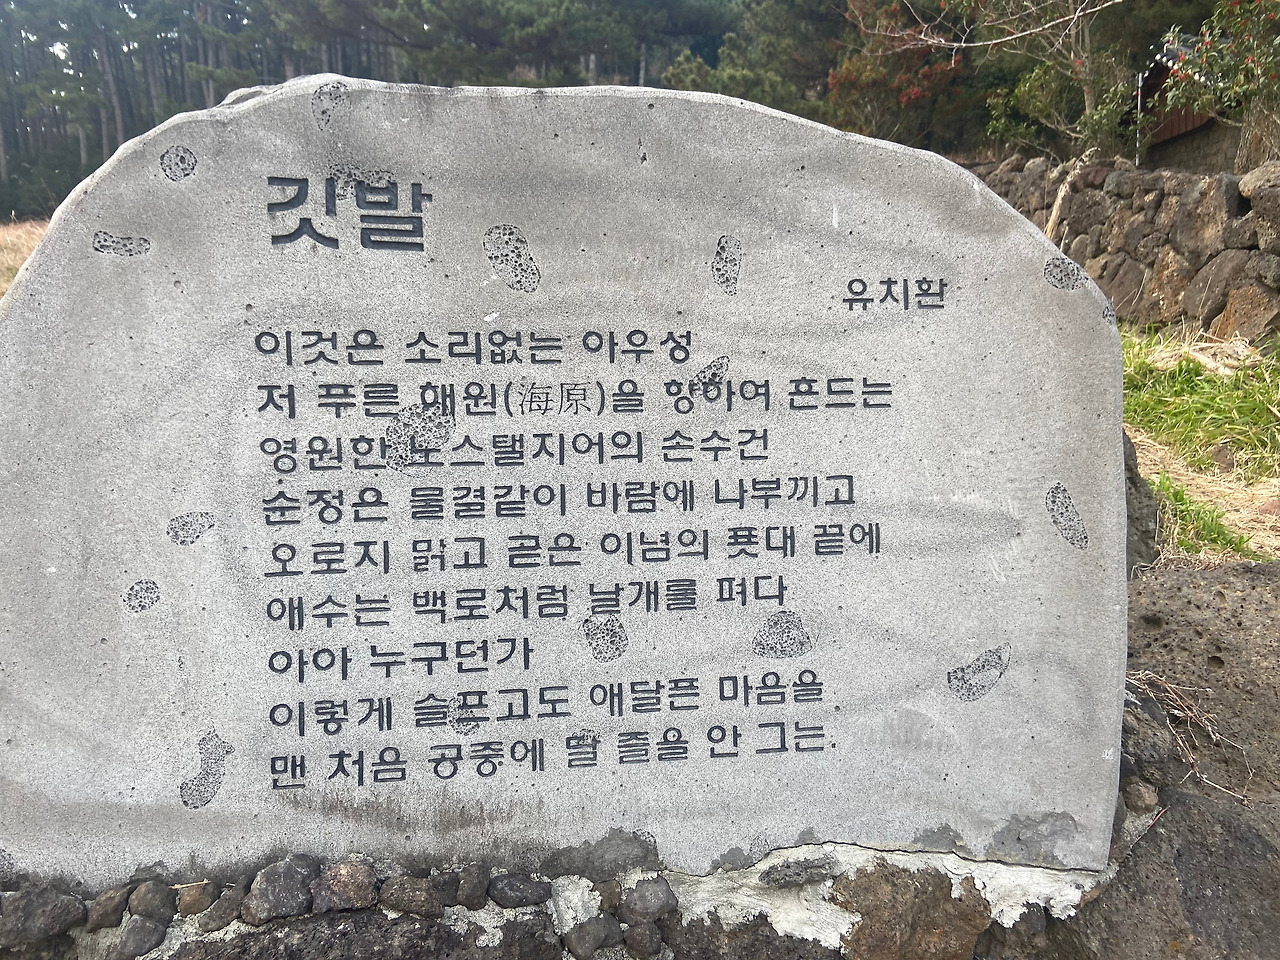 깃발
유치환
이것은 소리없는 아우성
저 푸른 해원(海原)을 향하여 흔드는
영원한 노스탤지어의 손수건
순정은 물결같이 바람에 나부끼고
오로지 맑고 곧은 이념의 푯대 끝에
애수는 백로처럼 날개를 펴다
아아 누구던가
이렇게 슬프고도 애달픈 마음을
맨 처음 공중에 달 줄을 안 그는.